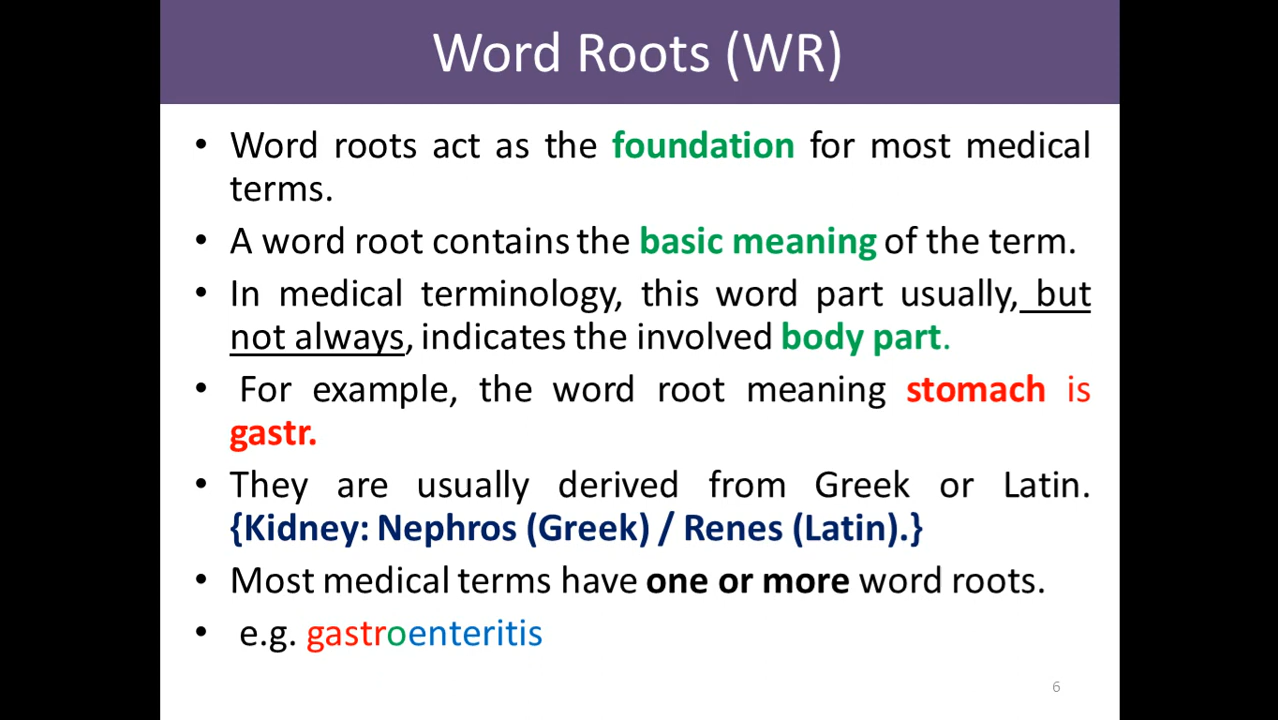 Word Roots (WR)
• Word roots act as the foundation for most medical
terms.
• A word root contains the basic meaning of the term.
• In medical terminology, this word part usually, but
not always, indicates the involved body part.
• For example, the word root meaning stomach is
gastr.
• They are usually derived from Greek or Latin.
{Kidney: Nephros (Greek) / Renes (Latin).}
• Most medical terms have one or more word roots.
• e.g. gastroenteritis
6